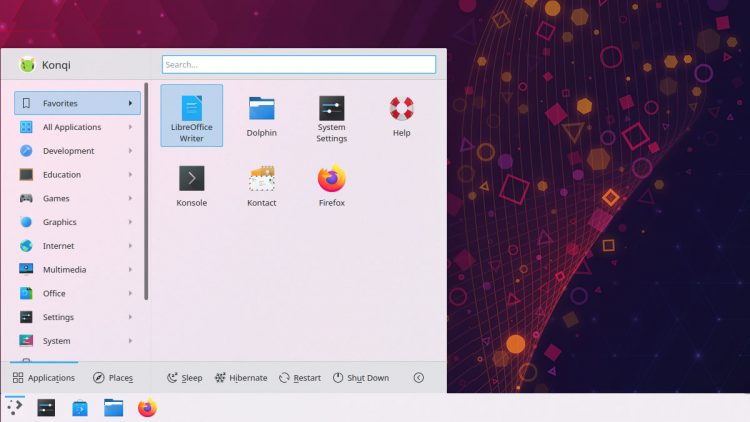 Konqi
Search...
Favorites
All Applications
Development
Education
Games
Graphics
Internet
Multimedia
Office
Settings
System
LibreOffice
Writer
Dolphin
System
Settings
Help
Konsole
Kontact
Firefox
Applications
Places
Sleep
Hibernate
Restart
Shut Down